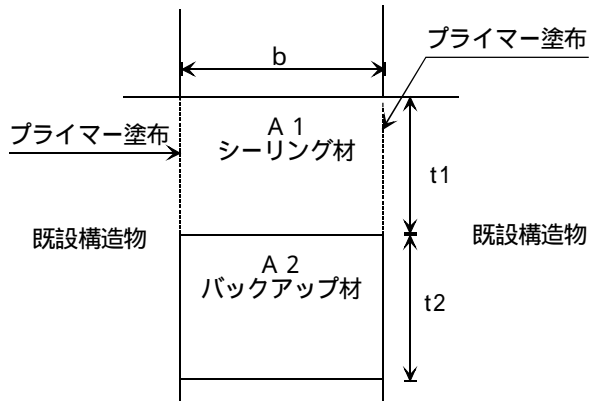 プライマー塗布
b
プライマー塗布
A 1
シーリング材
t1
既設構造物
既設構造物
A 2
バックアップ材
t2